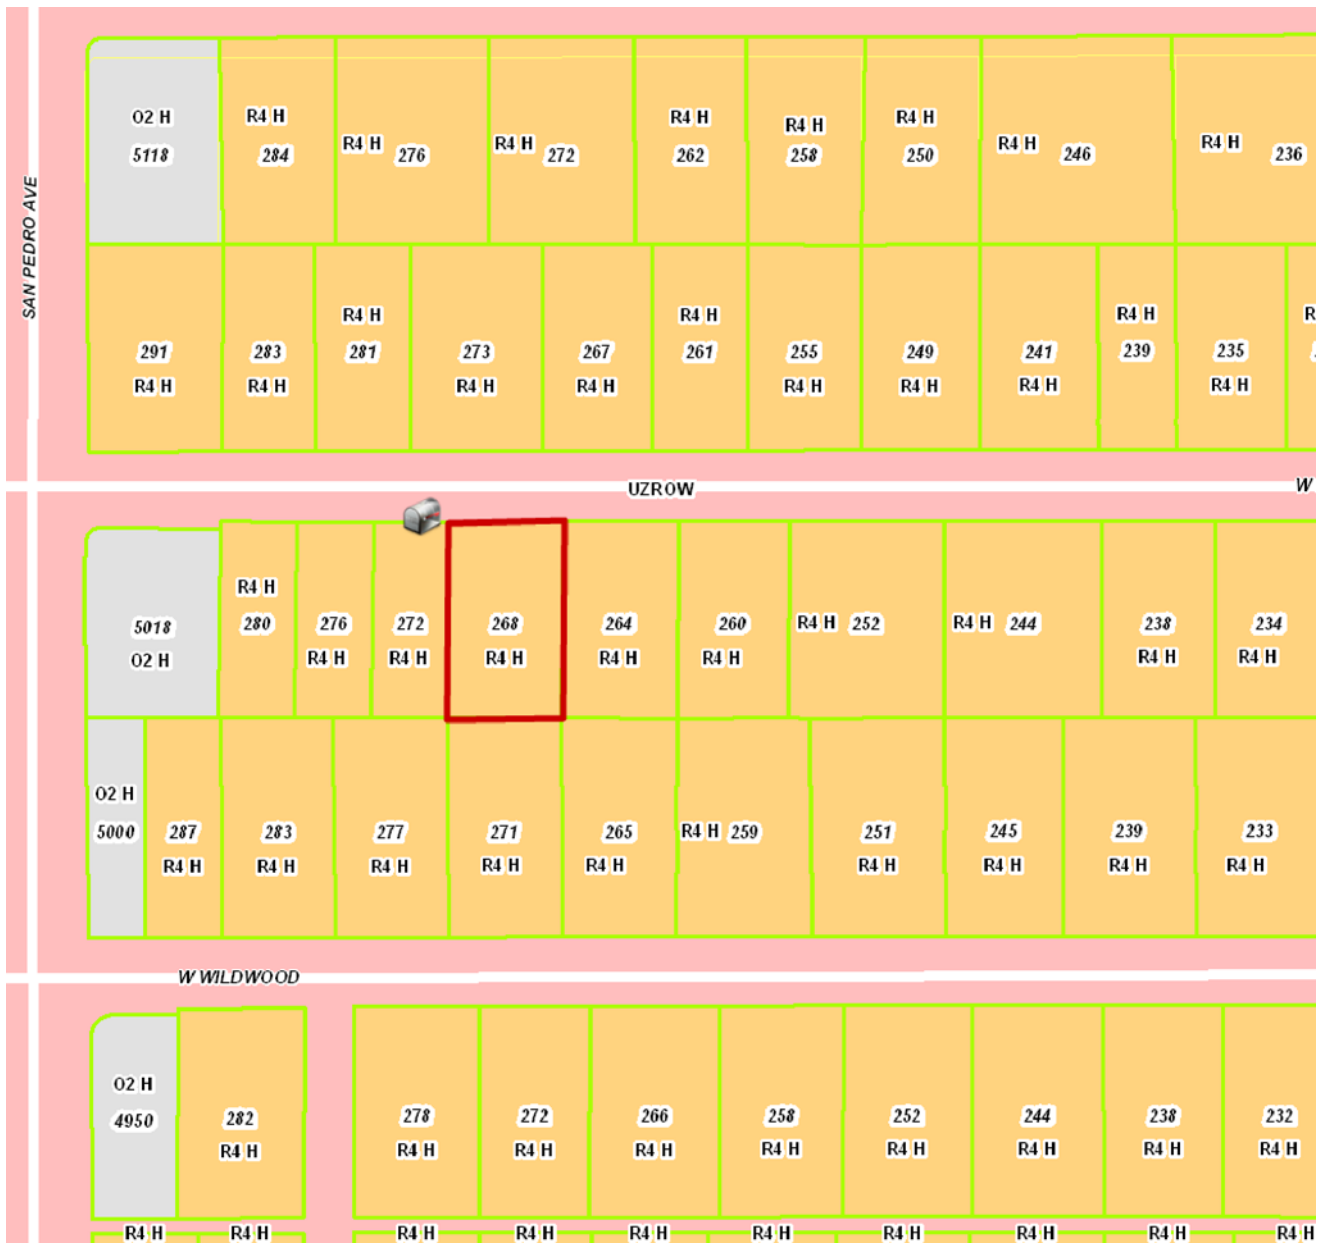 O2 H
5118
R4 H
284
R4 H
276
R4 H
272
R4 H
262
R4 H
258
R4 H
250
R4 H
246
R4 H
236
SAN PEDRO AVE
291
R4 H
283
R4 H
R4 H
281
273
R4 H
267
R4 H
R4 H
261
255
R4 H
249
R4 H
241
R4 H
R4 H
239
235
R4 H
R
UZROW
W
5018
O2 H
R4 H
280
276
R4 H
272
R4 H
268
R4 H
264
R4 H
260
R4 H
R4 H 252
R4 H 244
238
R4 H
234
R4 H
O2 H
5000
287
R4 H
283
R4 H
277
R4 H
271
R4 H
265
R4 H
R4 H 259
251
R4 H
245
R4 H
239
R4 H
233
R4 H
W WILDWOOD
O2 H
4950
282
R4 H
278
R4 H
272
R4 H
266
R4 H
258
R4 H
252
R4 H
244
R4 H
238
R4 H
232
R4 H
R4 H
R4 H
R4 H
R4 H
R4 H
R4 H
R4 H
R4 H
R4 H
R4 H